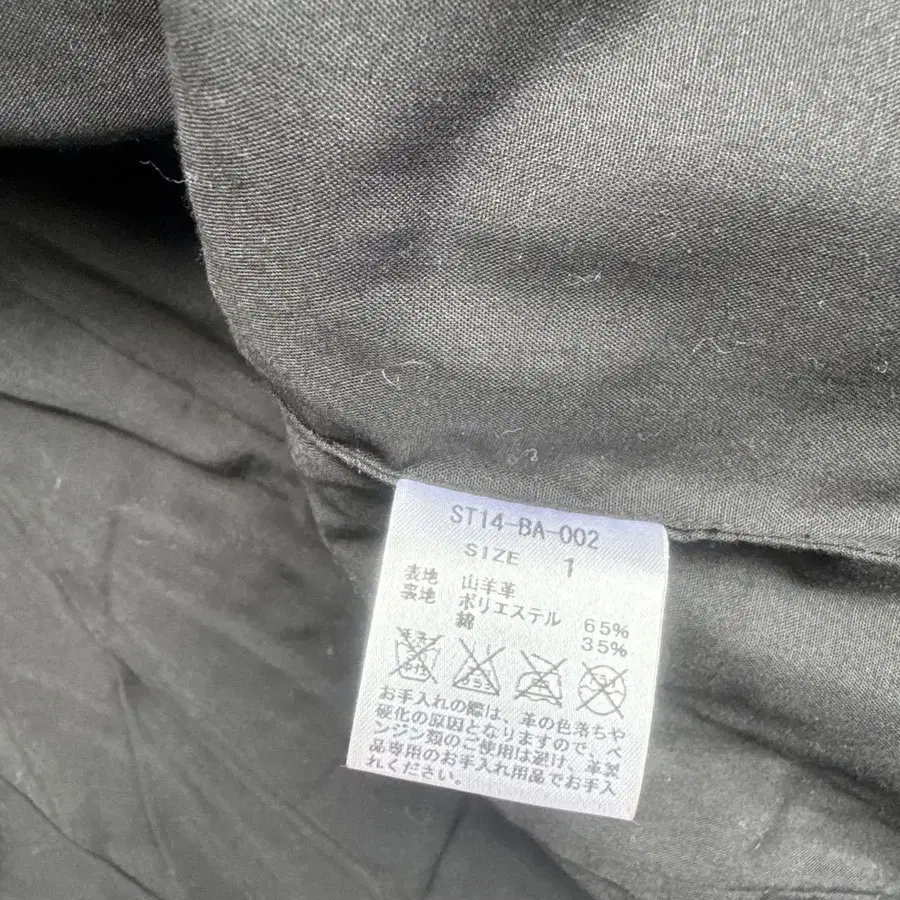 ST14-BA-002
SIZE 1
表地 山羊革
裏地 ポリエステル 65%
綿 35%
お手入れの際は、革の色落ちや
硬化の原因となりますので、ベ
ンジン類のご使用は避け、革製
品専用のお手入れ用品でお手入
れください。